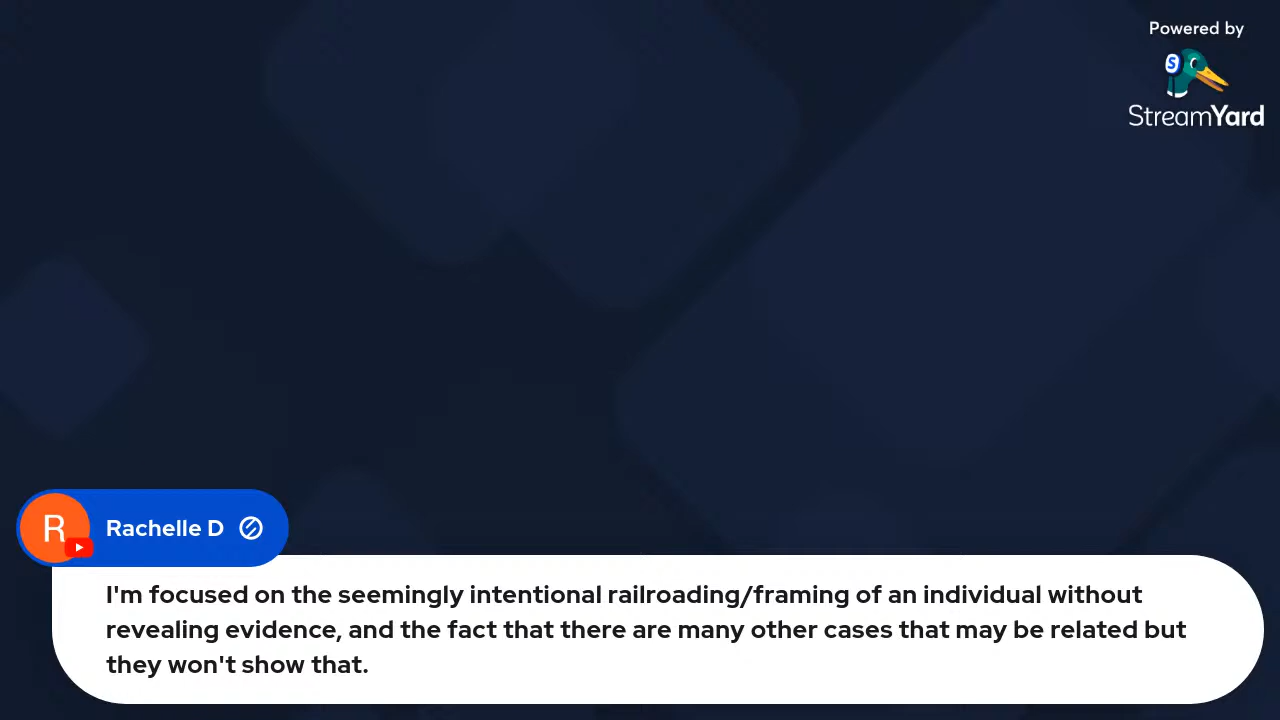 Powered by
S
StreamYard
R
Rachelle D
I'm focused on the seemingly intentional railroading/framing of an individual without
revealing evidence, and the fact that there are many other cases that may be related but
they won't show that.